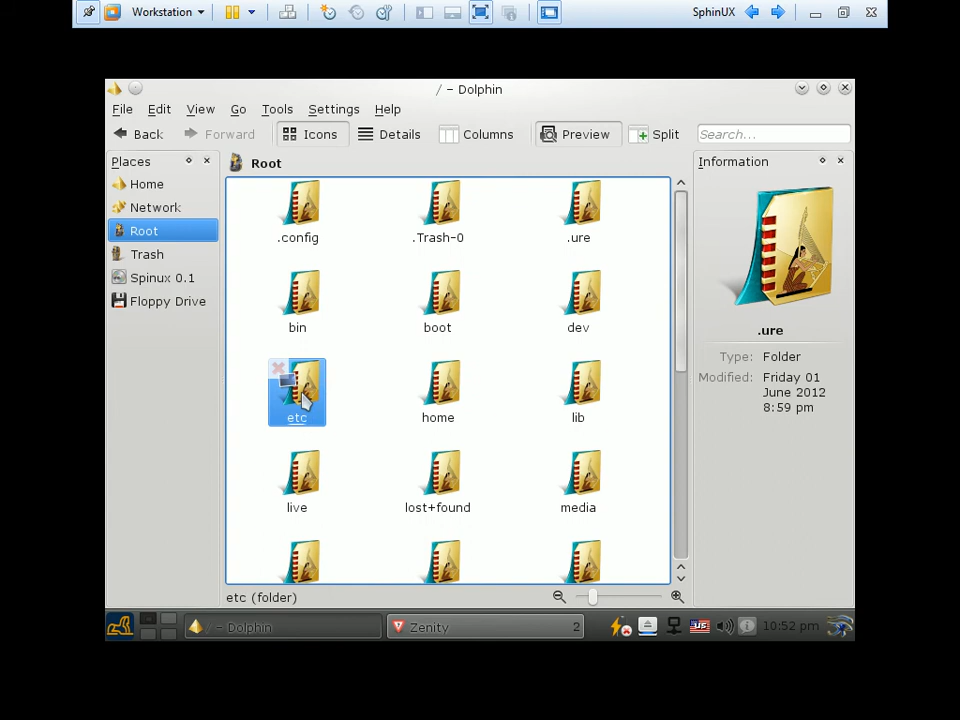 Workstation
SphinUX
/ – Dolphin
File Edit View Go Tools Settings Help
Back Forward Icons Details Columns Preview Split Search...
Places
Home
Network
Root
Trash
Spinux 0.1
Floppy Drive
Root
.config .Trash-0 .ure
bin boot dev
etc home lib
live lost+found media
etc (folder)
Information
.ure
Type: Folder
Modified: Friday 01
June 2012
8:59 pm
/ – Dolphin
Zenity 2
us
10:52 pm